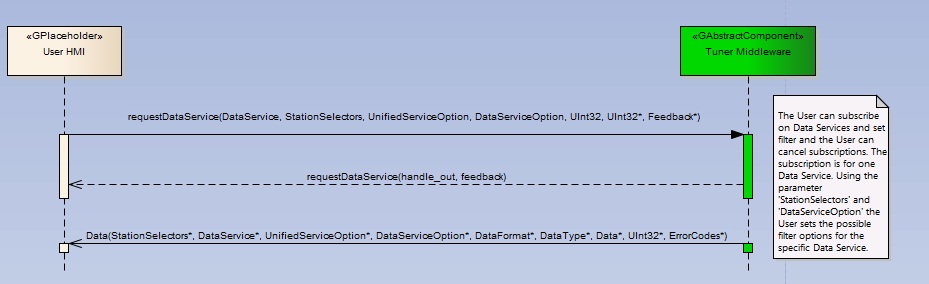 «GPlaceholder»
User HMI
«GAbstractComponent»
Tuner Middleware
requestDataService(DataService, StationSelectors, UnifiedServiceOption, DataServiceOption, UInt32, UInt32*, Feedback*)
requestDataService(handle_out, feedback)
Data(StationSelectors*, DataService*, UnifiedServiceOption*, DataServiceOption*, DataFormat*, DataType*, Data*, UInt32*, ErrorCodes*)
The User can subscribe
on Data Services and set
filter and the User can
cancel subscriptions. The
subscription is for one
Data Service. Using the
parameter
'StationSelectors' and
'DataServiceOption' the
User sets the possible
filter options for the
specific Data Service.